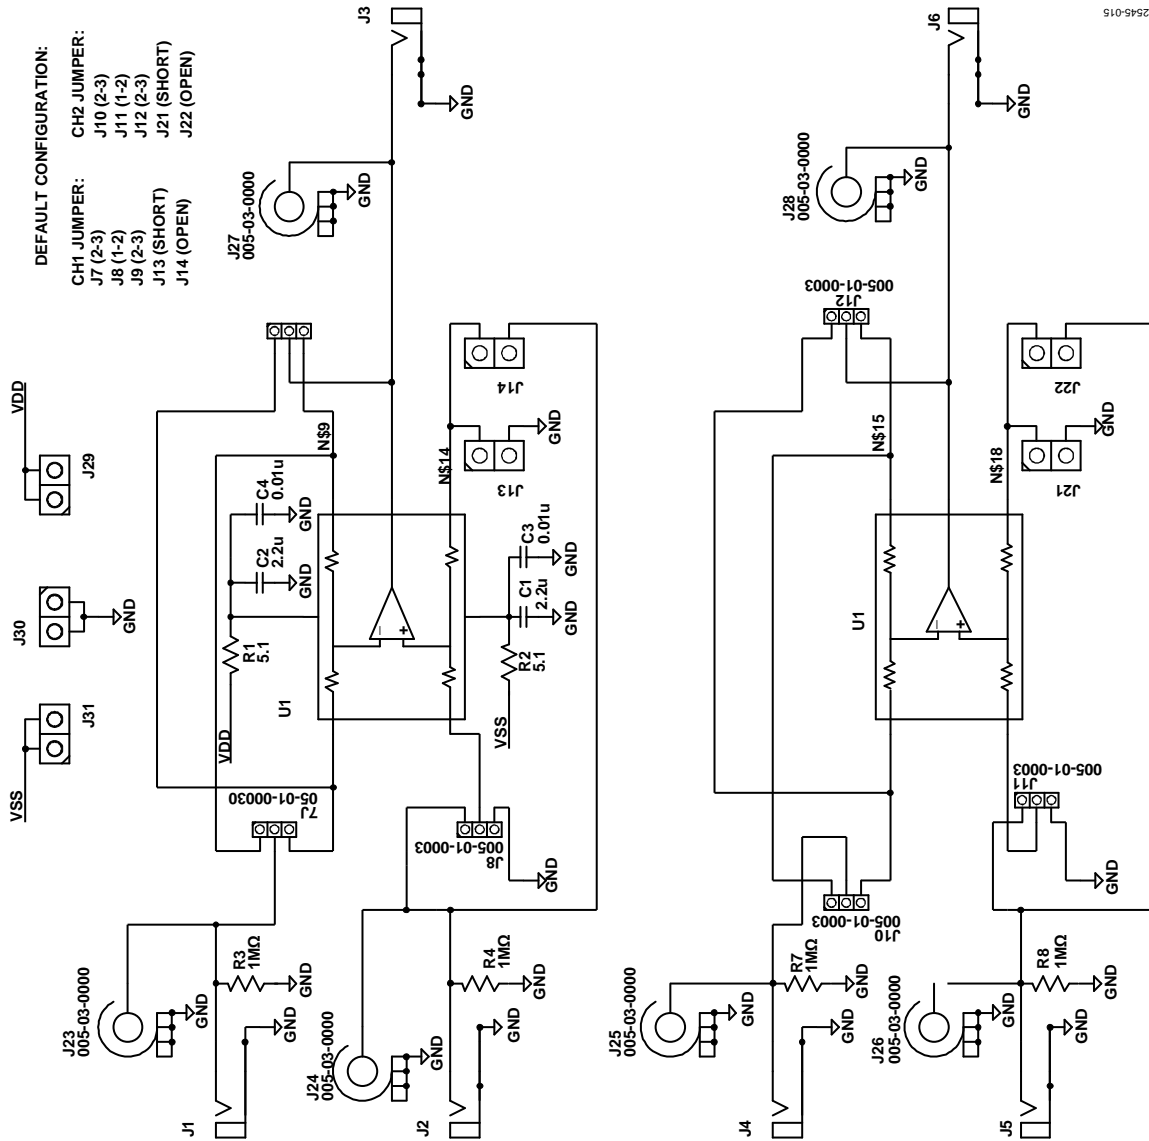 DEFAULT CONFIGURATION:
CH1 JUMPER:
J7 (2-3)
J8 (1-2)
J9 (2-3)
J13 (SHORT)
J14 (OPEN)
CH2 JUMPER:
J10 (2-3)
J11 (1-2)
J12 (2-3)
J21 (SHORT)
J22 (OPEN)
VSS
J31
J30
GND
VDD
J29
J23
005-03-0000
GND
J1
GND
R3
1MΩ
GND
7J
05-01-00030
VDD
R1
5.1
C2
2.2u
GND
C4
0.01u
GND
U1
N$9
J27
005-03-0000
GND
J3
GND
J24
005-03-0000
GND
J2
GND
R4
1MΩ
GND
J8
005-01-0003
GND
VSS
R2
5.1
C1
2.2u
GND
C3
0.01u
GND
N$14
J13
GND
J14
J25
005-03-0000
GND
J4
GND
R7
1MΩ
GND
J10
005-01-0003
U1
N$15
J12
005-01-0003
J28
005-03-0000
GND
J6
GND
J26
005-03-0000
GND
J5
GND
R8
1MΩ
GND
J11
005-01-0003
GND
N$18
J21
GND
J22
2545-015